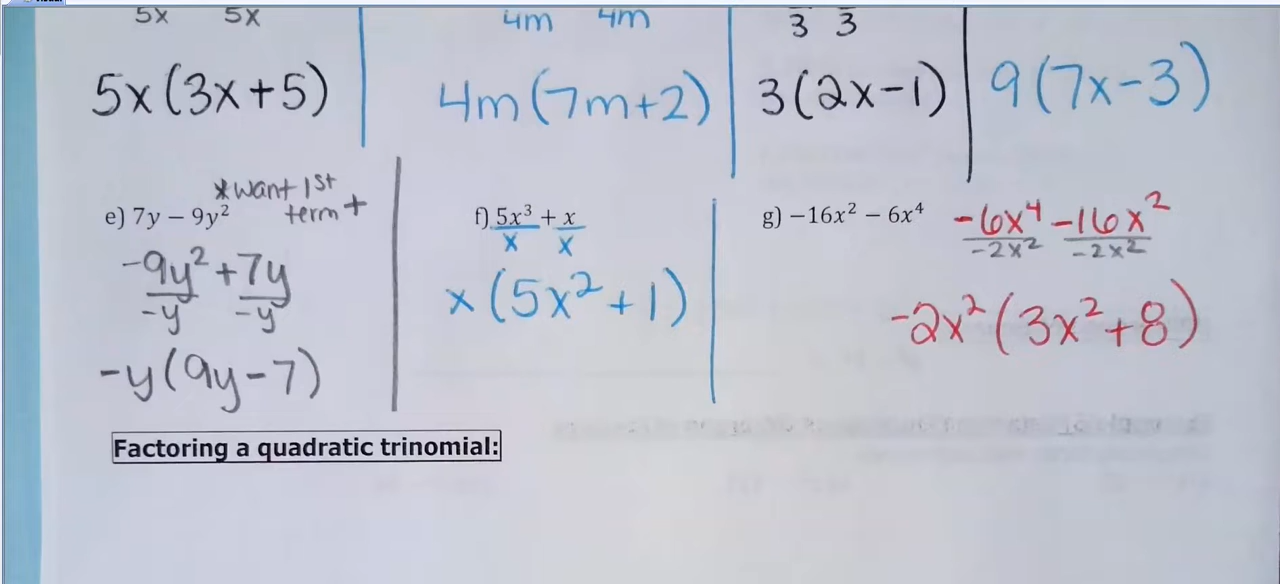 5x 5x
4m 4m
3 3
5x(3x+5)
4m(7m+2)
3(2x-1)
9(7x-3)
e) 7y − 9y²
*want 1st
term +
-9y² +7y
-y -y
-y(9y-7)
f) 5x³ + x
x x
x(5x²+1)
g) −16x² − 6x⁴
-6x⁴ -16x²
-2x² -2x²
-2x²(3x²+8)
Factoring a quadratic trinomial: